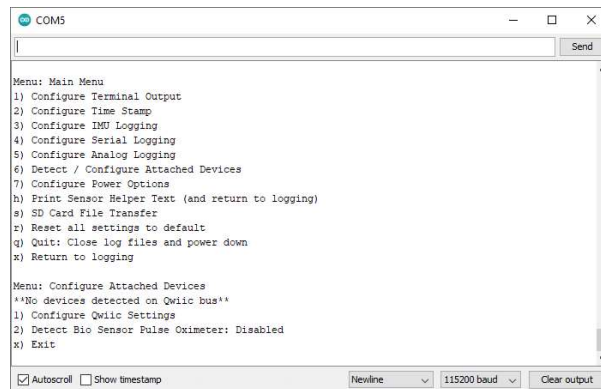 COM5
Send
Menu: Main Menu
1) Configure Terminal Output
2) Configure Time Stamp
3) Configure IMU Logging
4) Configure Serial Logging
5) Configure Analog Logging
6) Detect / Configure Attached Devices
7) Configure Power Options
h) Print Sensor Helper Text (and return to logging)
s) SD Card File Transfer
r) Reset all settings to default
q) Quit: Close log files and power down
x) Return to logging
Menu: Configure Attached Devices
**No devices detected on Qwiic bus**
1) Configure Qwiic Settings
2) Detect Bio Sensor Pulse Oximeter: Disabled
x) Exit
Autoscroll Show timestamp Newline 115200 baud Clear output